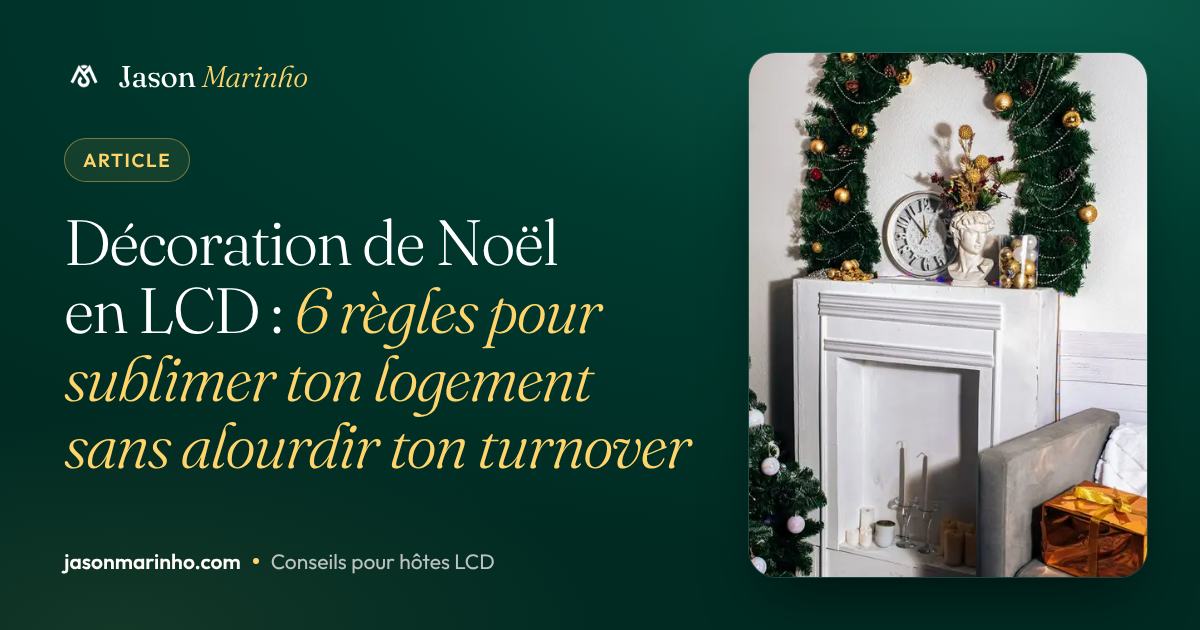 Jason Marinho
ARTICLE
Décoration de Noël
en LCD : 6 règles pour
sublimer ton logement
sans alourdir ton turnover
jasonmarinho.com • Conseils pour hôtes LCD